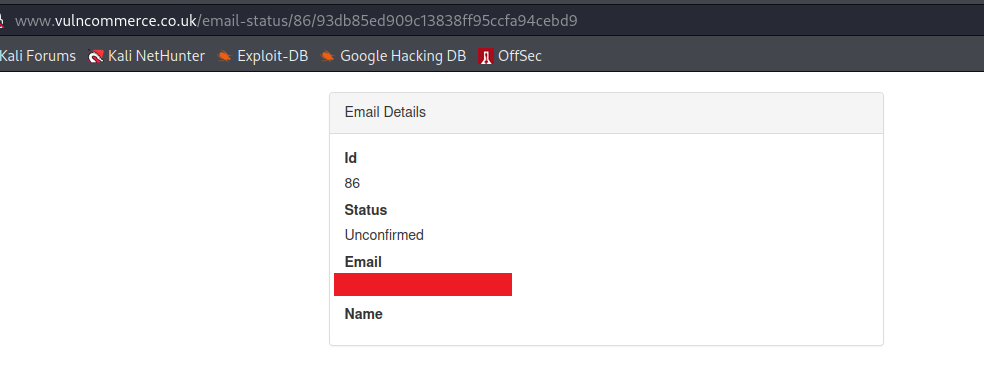 www.vulncommerce.co.uk/email-status/86/93db85ed909c13838ff95ccfa94cebd9
Kali Forums Kali NetHunter Exploit-DB Google Hacking DB OffSec
Email Details
Id
86
Status
Unconfirmed
Email
Name